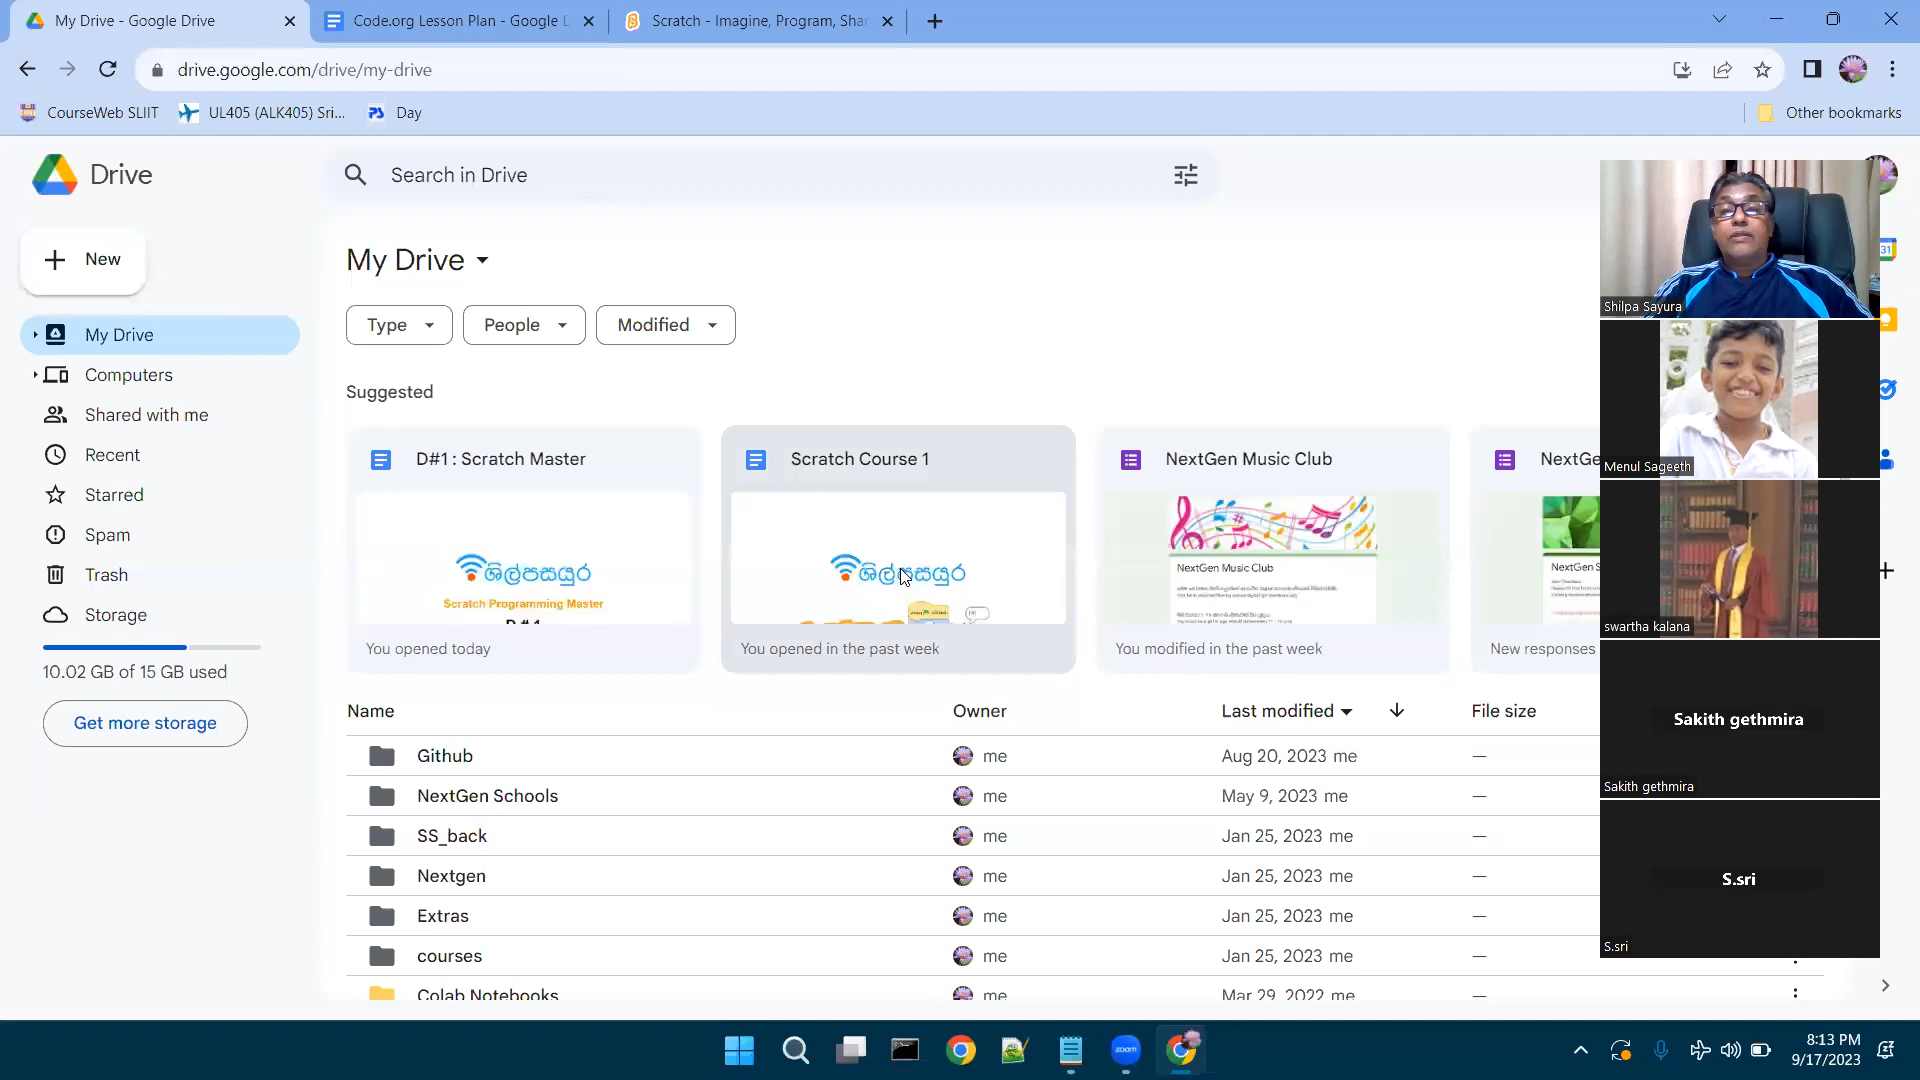 My Drive - Google Drive
Code.org Lesson Plan - Google D
Scratch - Imagine, Program, Shar
drive.google.com/drive/my-drive
CourseWeb SLIIT
UL405 (ALK405) Sri...
PS Day
Other bookmarks
Drive
Search in Drive
New
My Drive
Type
People
Modified
My Drive
Computers
Shared with me
Recent
Starred
Spam
Trash
Storage
10.02 GB of 15 GB used
Get more storage
Suggested
D#1 : Scratch Master
ශිල්පසයුර
Scratch Programming Master
D # 1
You opened today
Scratch Course 1
ශිල්පසයුර
Hi
You opened in the past week
NextGen Music Club
NextGen Music Club
You modified in the past week
NextGe
NextGen S
New responses
Name Owner Last modified File size
Github me Aug 20, 2023 me —
NextGen Schools me May 9, 2023 me —
SS_back me Jan 25, 2023 me —
Nextgen me Jan 25, 2023 me —
Extras me Jan 25, 2023 me —
courses me Jan 25, 2023 me —
Colab Notebooks me Mar 29, 2022 me —
Shilpa Sayura
Menul Sageeth
swartha kalana
Sakith gethmira
Sakith gethmira
S.sri
S.sri
31
zoom
8:13 PM
9/17/2023